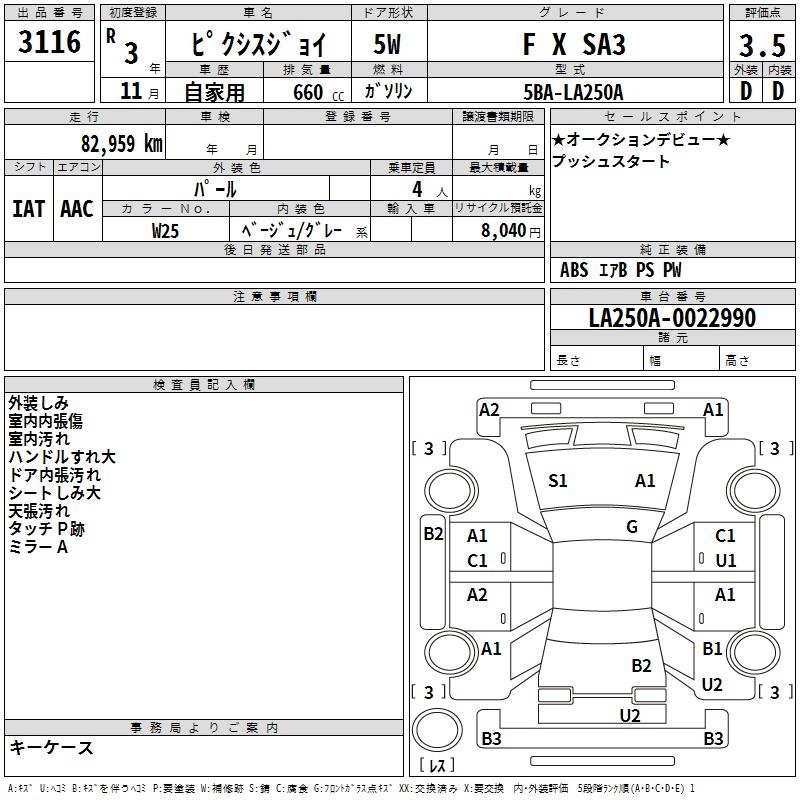 出品番号 初度登録 車名 ドア形状 グレード 評価点
3116 R 3 年 ﾋﾟｸｼｽｼﾞｮｲ 5W F X SA3 3.5
車歴 排気量 燃料 型式 外装 内装
11 月 自家用 660 CC ｶﾞｿﾘﾝ 5BA-LA250A D D
走行 車検 登録番号 譲渡書類期限 セールスポイント
82,959 km 年 月 月 日
★オークションデビュー★
プッシュスタート
シフト エアコン 外装色 乗車定員 最大積載量
IAT AAC ﾊﾟｰﾙ 4 人 kg
カラーNo. 内装色 輸入車 リサイクル預託金
W25 ﾍﾞｰｼﾞｭ/ｸﾞﾚｰ 系 8,040 円
後日発送部品 純正装備
ABS ｴｱB PS PW
注意事項欄 車台番号
LA250A-0022990
諸元
長さ 幅 高さ
検査員記入欄
外装しみ
室内内張傷
室内汚れ
ハンドルすれ大
ドア内張汚れ
シートしみ大
天張汚れ
タッチＰ跡
ミラーＡ
事務局よりご案内
キーケース
A2 A1
[ 3 ] [ 3 ]
S1 A1
G
B2 A1 C1
C1 U1
A2 A1
A1 B1
B2
U2
[ 3 ] [ 3 ]
U2
B3 B3
[ ﾚｽ ]
A:ｷｽﾞ U:ﾍｺﾐ B:ｷｽﾞを伴うﾍｺﾐ P:要塗装 W:補修跡 S:錆 C:腐食 G:ﾌﾛﾝﾄｶﾞﾗｽ点ｷｽﾞ XX:交換済み X:要交換 内・外装評価 5段階ﾗﾝｸ順(A・B・C・D・E) 1